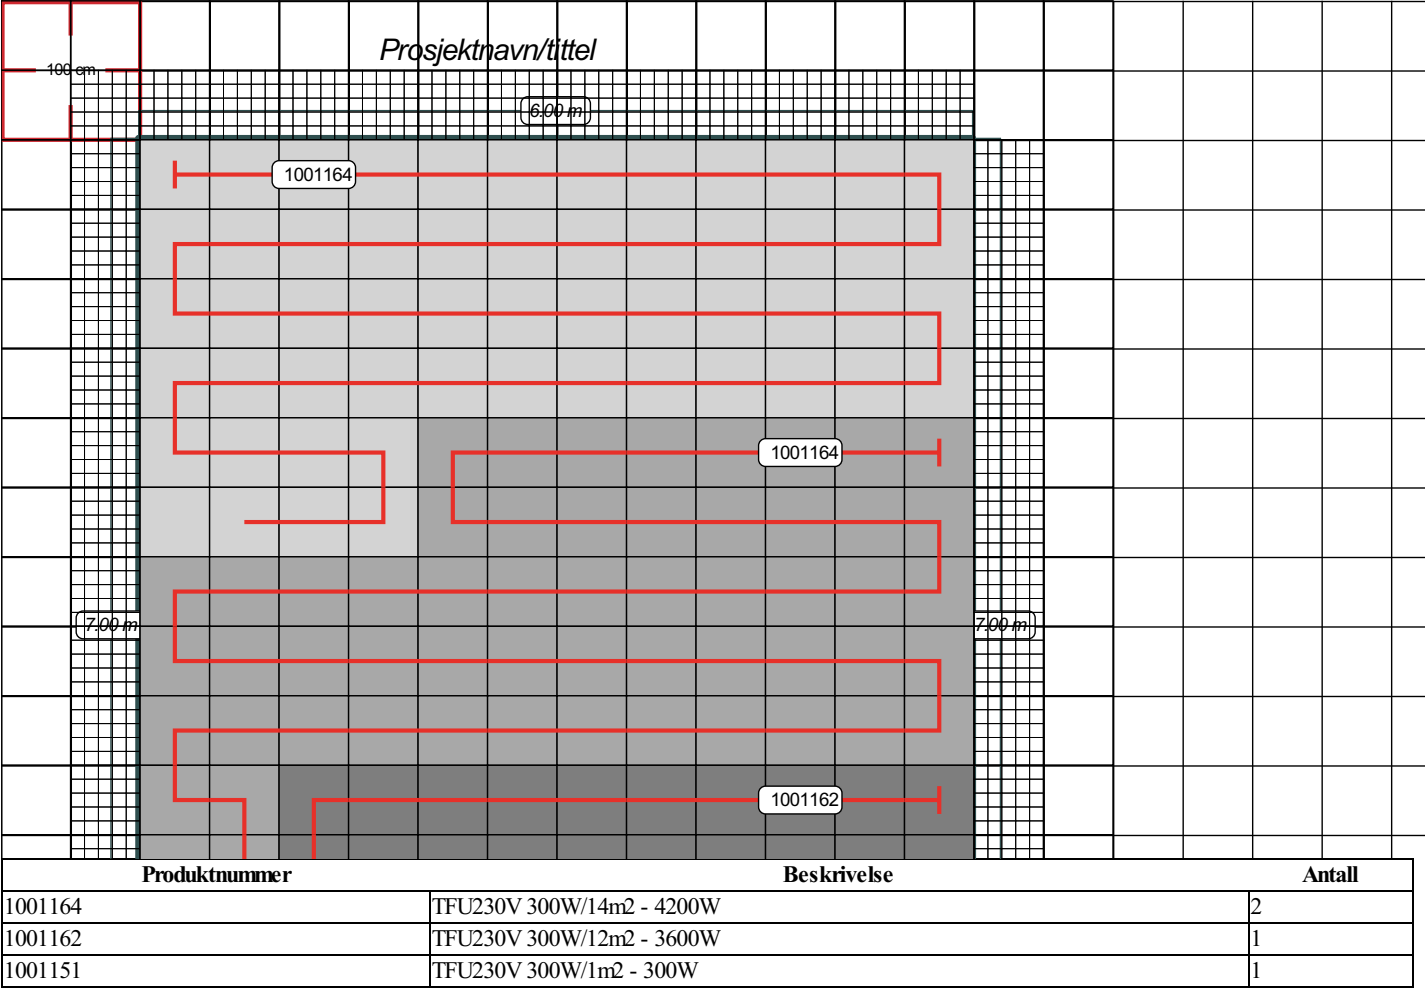 Prosjektnavn/tittel
100 cm
6.00 m
1001164
1001164
7.00 m
7.00 m
1001162
Produktnummer Beskrivelse Antall
1001164 TFU230V 300W/14m2 - 4200W 2
1001162 TFU230V 300W/12m2 - 3600W 1
1001151 TFU230V 300W/1m2 - 300W 1